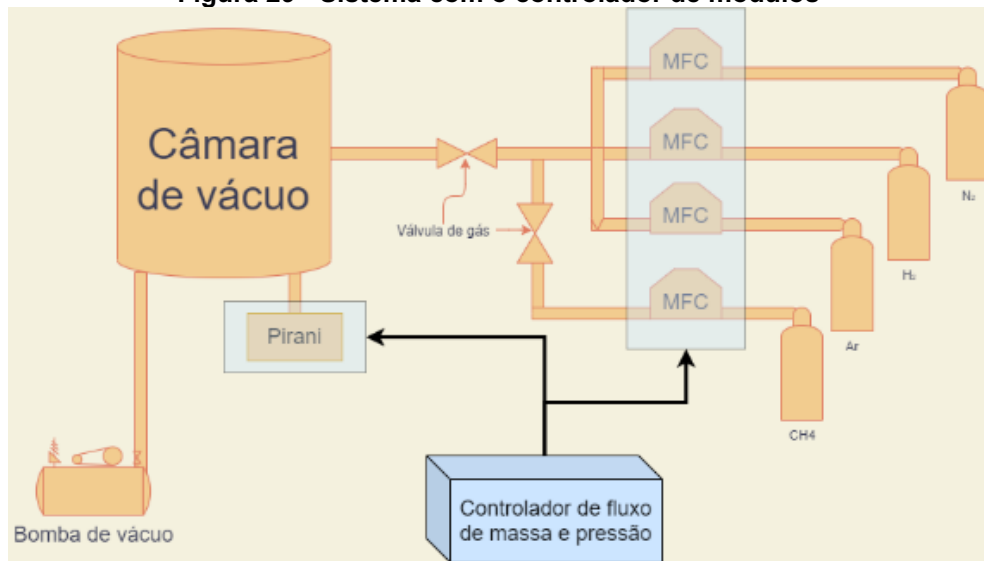 Figura 20 - Sistema com o controlador de módulos
MFC
Câmara
de vácuo
MFC
N₂
Válvula de gás
MFC
H₂
MFC
Pirani
Ar
CH4
Controlador de fluxo
de massa e pressão
Bomba de vácuo